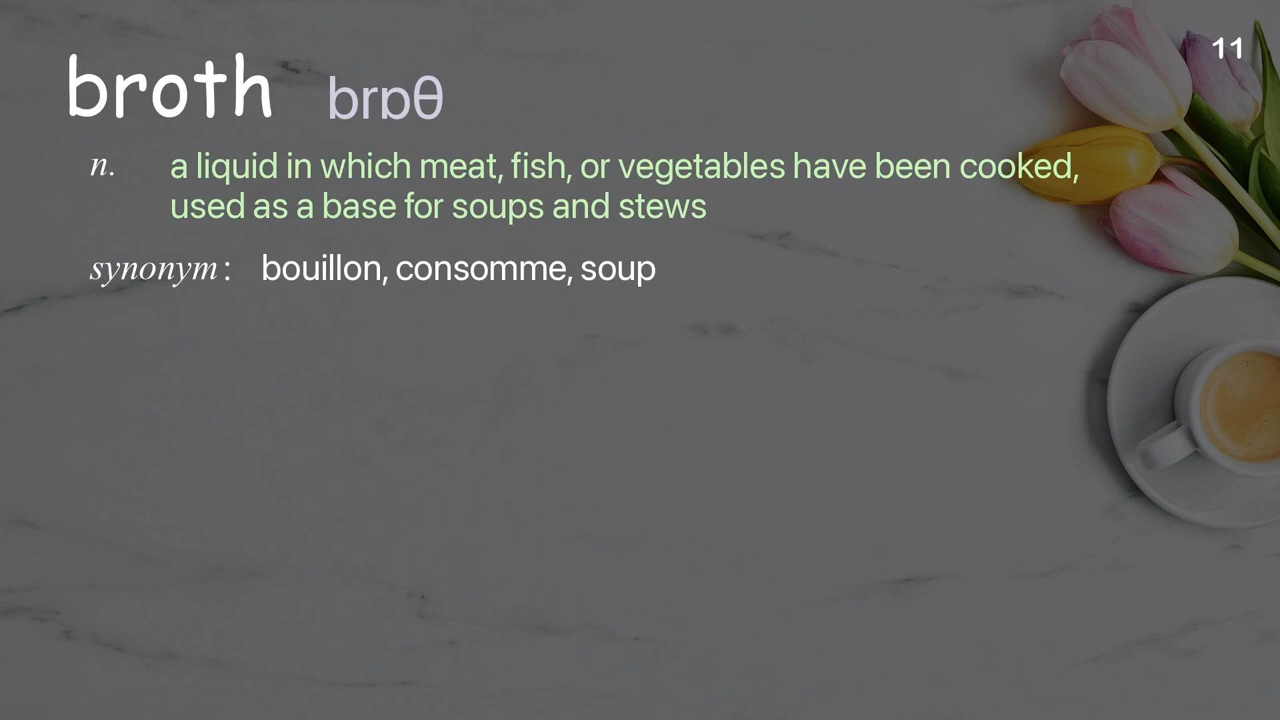 11
broth brɒθ
n. a liquid in which meat, fish, or vegetables have been cooked,
used as a base for soups and stews
synonym: bouillon, consomme, soup